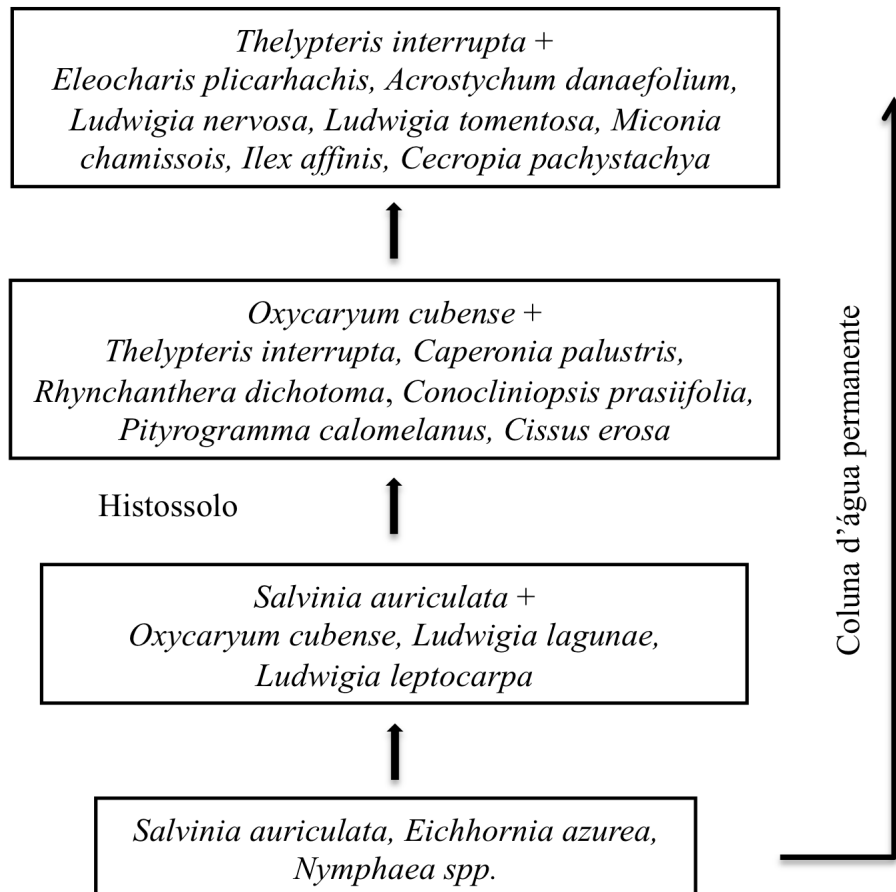 Thelypteris interrupta +
Eleocharis plicarhachis, Acrostychum danaefolium,
Ludwigia nervosa, Ludwigia tomentosa, Miconia
chamissois, Ilex affinis, Cecropia pachystachya
Oxycaryum cubense +
Thelypteris interrupta, Caperonia palustris,
Rhynchanthera dichotoma, Conocliniopsis prasiifolia,
Pityrogramma calomelanus, Cissus erosa
Histossolo
Salvinia auriculata +
Oxycaryum cubense, Ludwigia lagunae,
Ludwigia leptocarpa
Salvinia auriculata, Eichhornia azurea,
Nymphaea spp.
Coluna d’água permanente